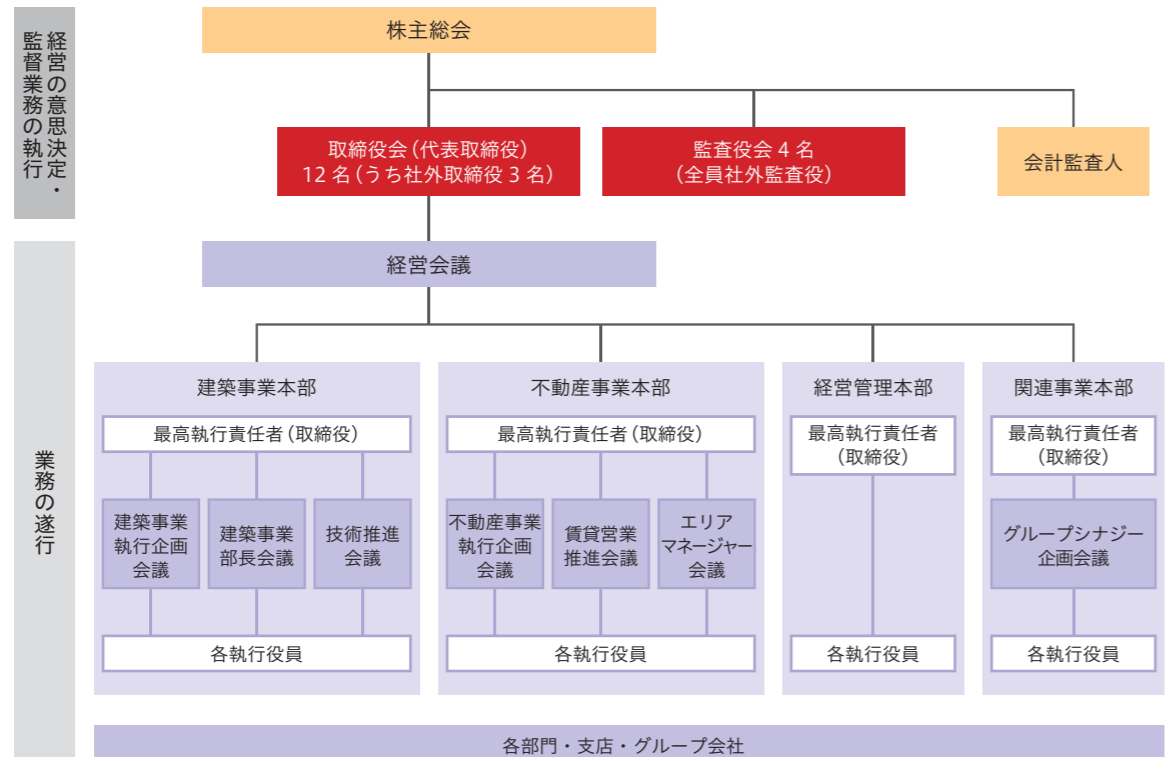 経営の意思決定・
監督業務の執行
株主総会
取締役会（代表取締役）
12名（うち社外取締役3名）
監査役会4名
（全員社外監査役）
会計監査人
業務の遂行
経営会議
建築事業本部
最高執行責任者（取締役）
建築事業
執行企画
会議
建築事業
部長会議
技術推進
会議
各執行役員
不動産事業本部
最高執行責任者（取締役）
不動産事業
執行企画
会議
賃貸営業
推進会議
エリア
マネージャー
会議
各執行役員
経営管理本部
最高執行責任者
（取締役）
各執行役員
関連事業本部
最高執行責任者
（取締役）
グループシナジー
企画会議
各執行役員
各部門・支店・グループ会社